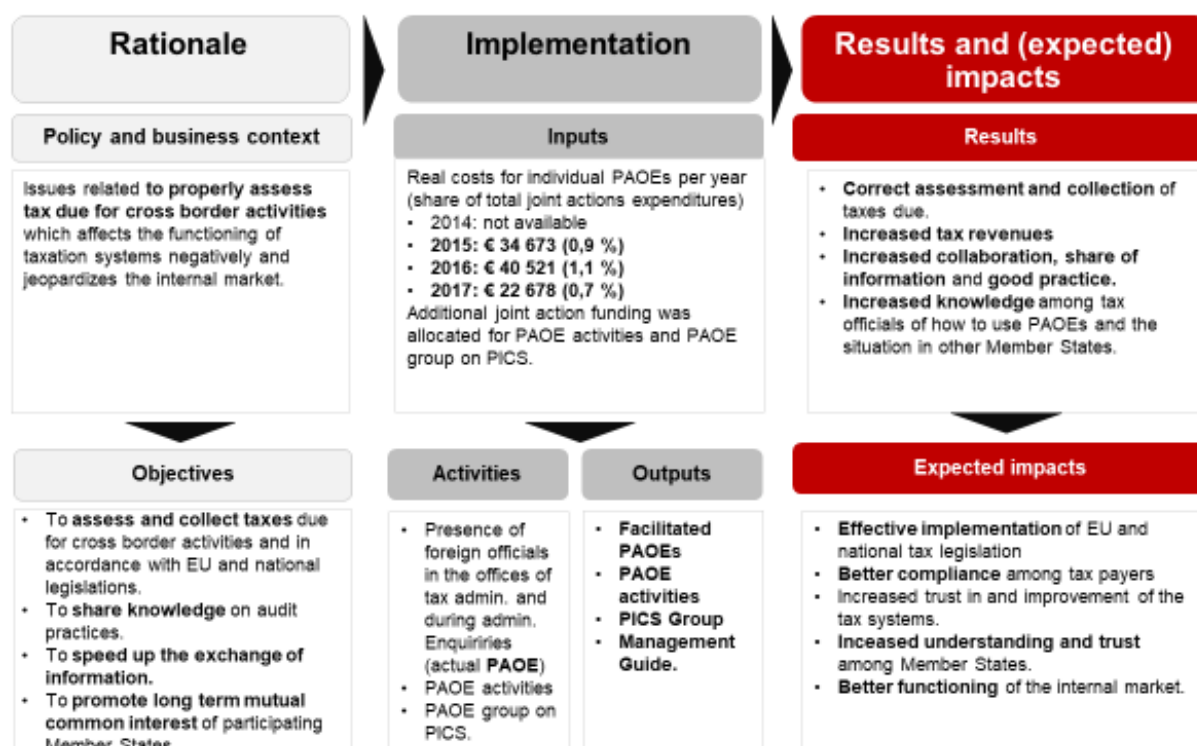 Rationale
Policy and business context
Issues related to properly assess
tax due for cross border activities
which affects the functioning of
taxation systems negatively and
jeopardizes the internal market.
Objectives
• To assess and collect taxes due
for cross border activities and in
accordance with EU and national
legislations.
• To share knowledge on audit
practices.
• To speed up the exchange of
information.
• To promote long term mutual
common interest of participating
Member States
Implementation
Inputs
Real costs for individual PAOEs per year
(share of total joint actions expenditures)
• 2014: not available
• 2015: € 34 673 (0,9 %)
• 2016: € 40 521 (1,1 %)
• 2017: € 22 678 (0,7 %)
Additional joint action funding was
allocated for PAOE activities and PAOE
group on PICS.
Activities
• Presence of
foreign officials
in the offices of
tax admin. and
during admin.
Enquiriries
(actual PAOE)
• PAOE activities
• PAOE group on
PICS.
Outputs
• Facilitated
PAOEs
• PAOE
activities
• PICS Group
• Management
Guide.
Results and (expected)
impacts
Results
• Correct assessment and collection of
taxes due.
• Increased tax revenues
• Increased collaboration, share of
information and good practice.
• Increased knowledge among tax
officials of how to use PAOEs and the
situation in other Member States.
Expected impacts
• Effective implementation of EU and
national tax legislation
• Better compliance among tax payers
• Increased trust in and improvement of the
tax systems.
• Inceased understanding and trust
among Member States.
• Better functioning of the internal market.